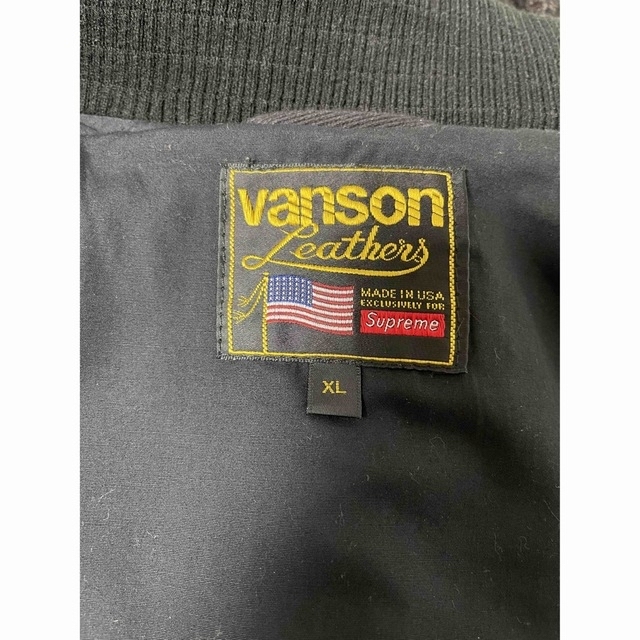 vanson
Leathers
MADE IN USA
EXCLUSIVELY FOR
Supreme
XL